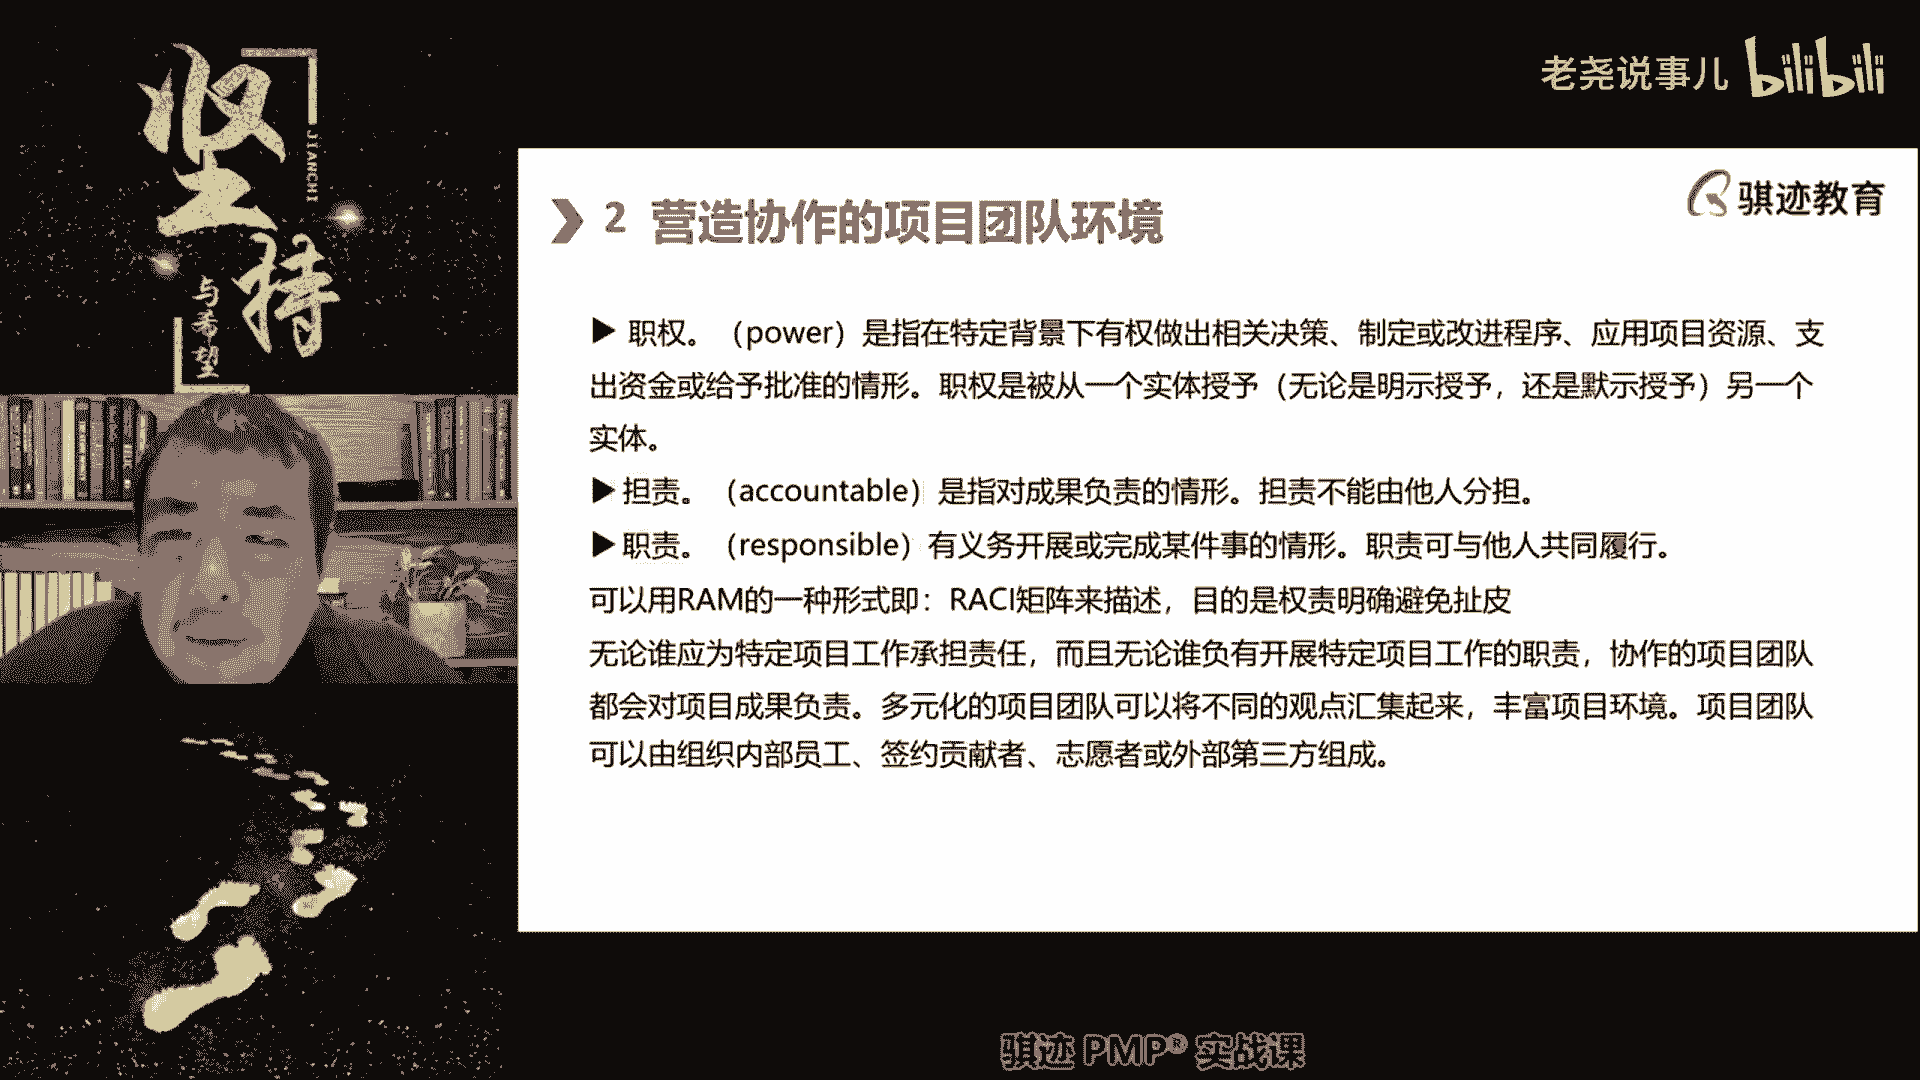 坚持
JIANCHI
与希望
老尧说事儿 bilibili
骐迹教育
2 营造协作的项目团队环境
▶ 职权。(power)是指在特定背景下有权做出相关决策、制定或改进程序、应用项目资源、支
出资金或给予批准的情形。职权是被从一个实体授予(无论是明示授予,还是默示授予)另一个
实体。
▶ 担责。(accountable)是指对成果负责的情形。担责不能由他人分担。
▶ 职责。(responsible)有义务开展或完成某件事的情形。职责可与他人共同履行。
可以用RAM的一种形式即:RACI矩阵来描述,目的是权责明确避免扯皮
无论谁应为特定项目工作承担责任,而且无论谁负有开展特定项目工作的职责,协作的项目团队
都会对项目成果负责。多元化的项目团队可以将不同的观点汇集起来,丰富项目环境。项目团队
可以由组织内部员工、签约贡献者、志愿者或外部第三方组成。
骐迹 PMP® 实战课